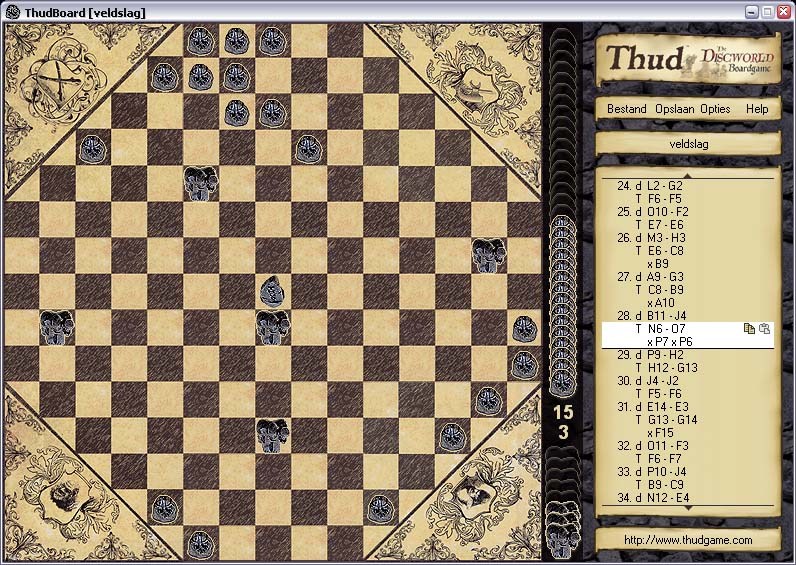 ThudBoard [veldslag]
Thud The DISCWORLD Boardgame
Bestand Opslaan Opties Help
veldslag
24. d L2 - G2
T F6 - F5
25. d O10 - F2
T E7 - E6
26. d M3 - H3
T E6 - C8
x B9
27. d A9 - G3
T C8 - B9
x A10
28. d B11 - J4
T N6 - O7
x P7 x P6
29. d P9 - H2
T H12 - G13
30. d J4 - J2
T F5 - F6
31. d E14 - E3
T G13 - G14
x F15
32. d O11 - F3
T F6 - F7
33. d P10 - J4
T B9 - C9
34. d N12 - E4
15
3
http://www.thudgame.com